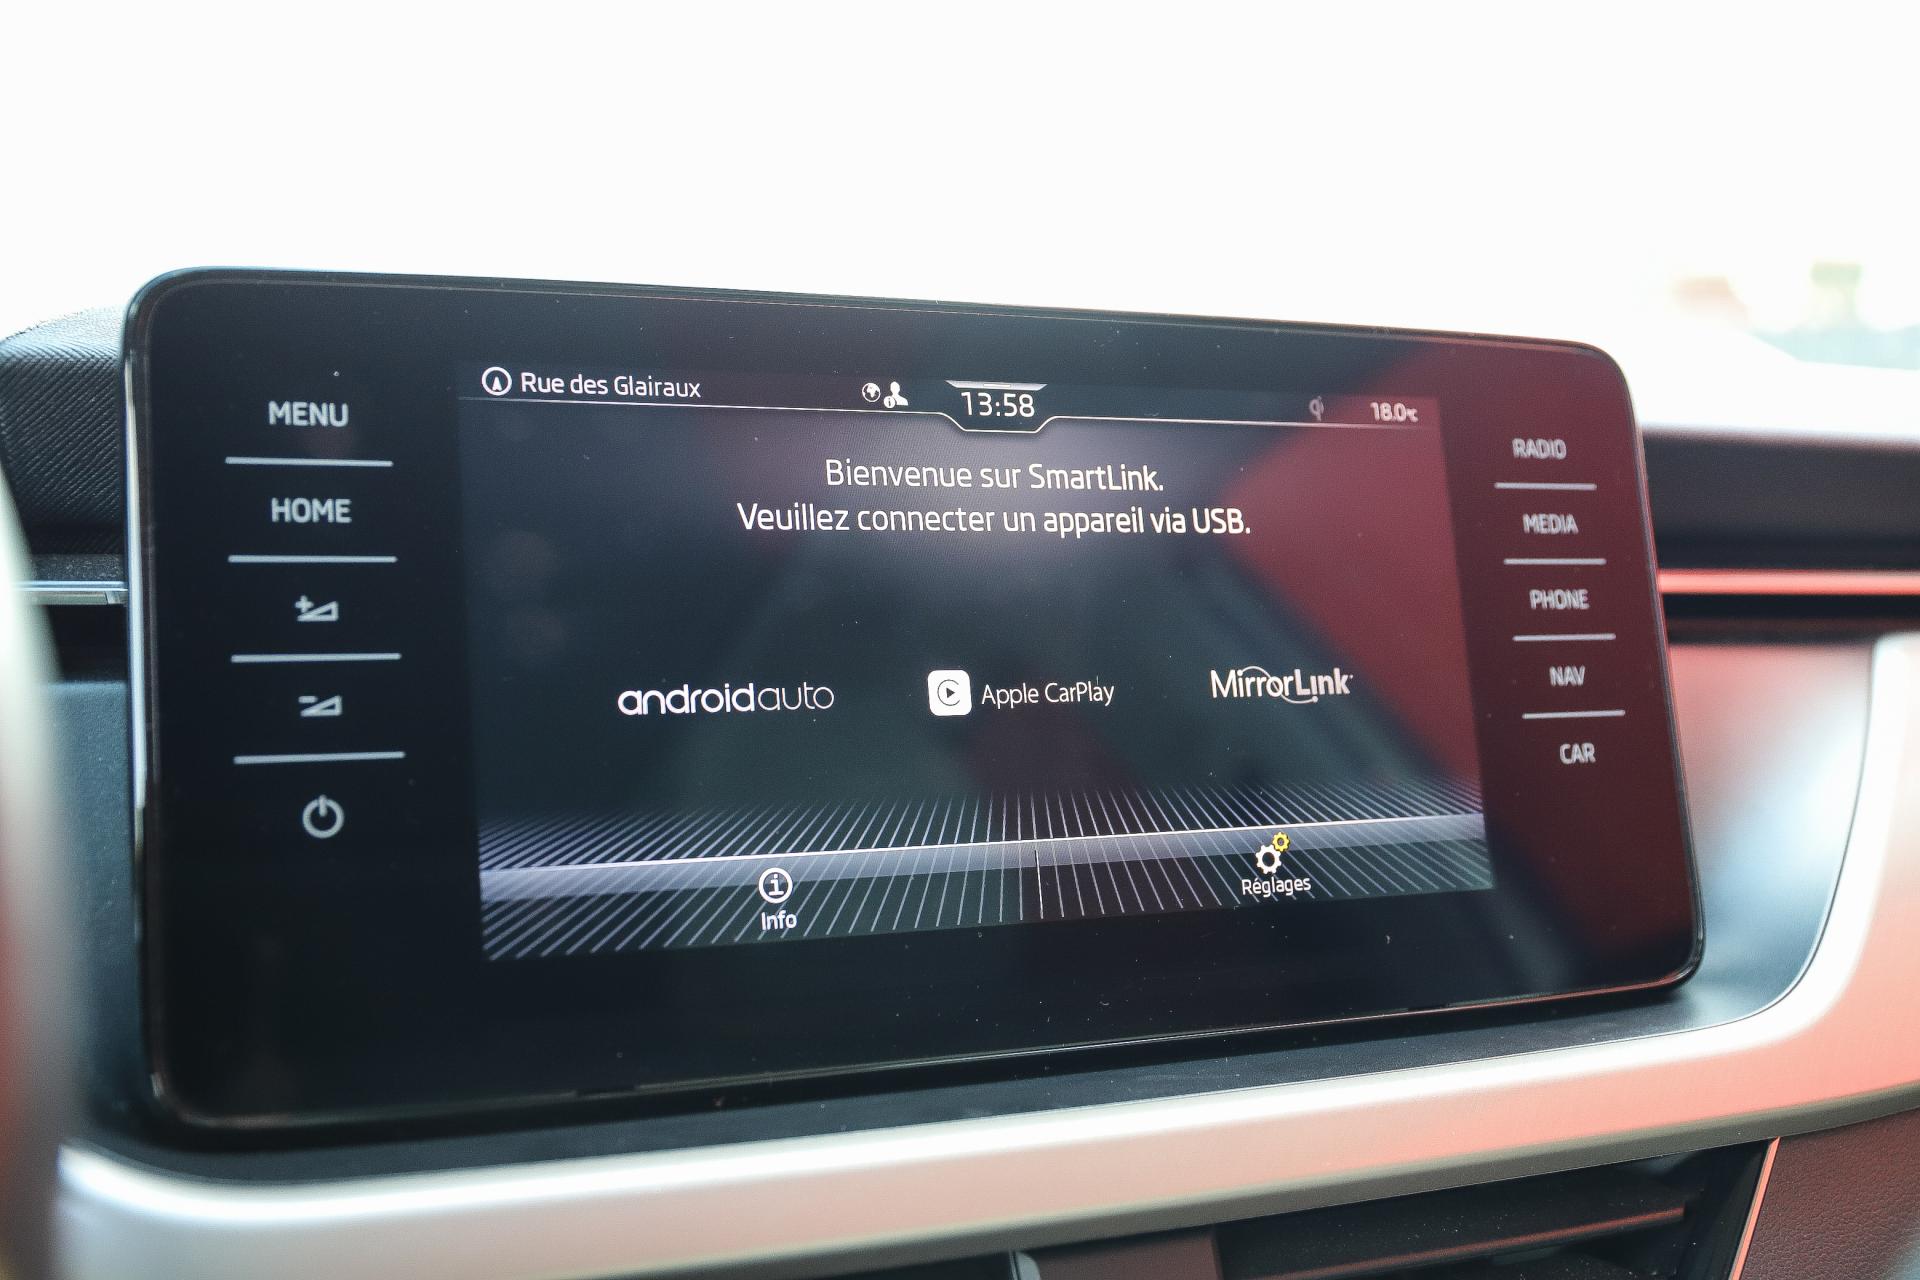 MENU
HOME
Rue des Glairaux
13:58
18.0°C
Bienvenue sur SmartLink.
Veuillez connecter un appareil via USB.
androidauto
Apple CarPlay
MirrorLink
Info
Réglages
RADIO
MEDIA
PHONE
NAV
CAR